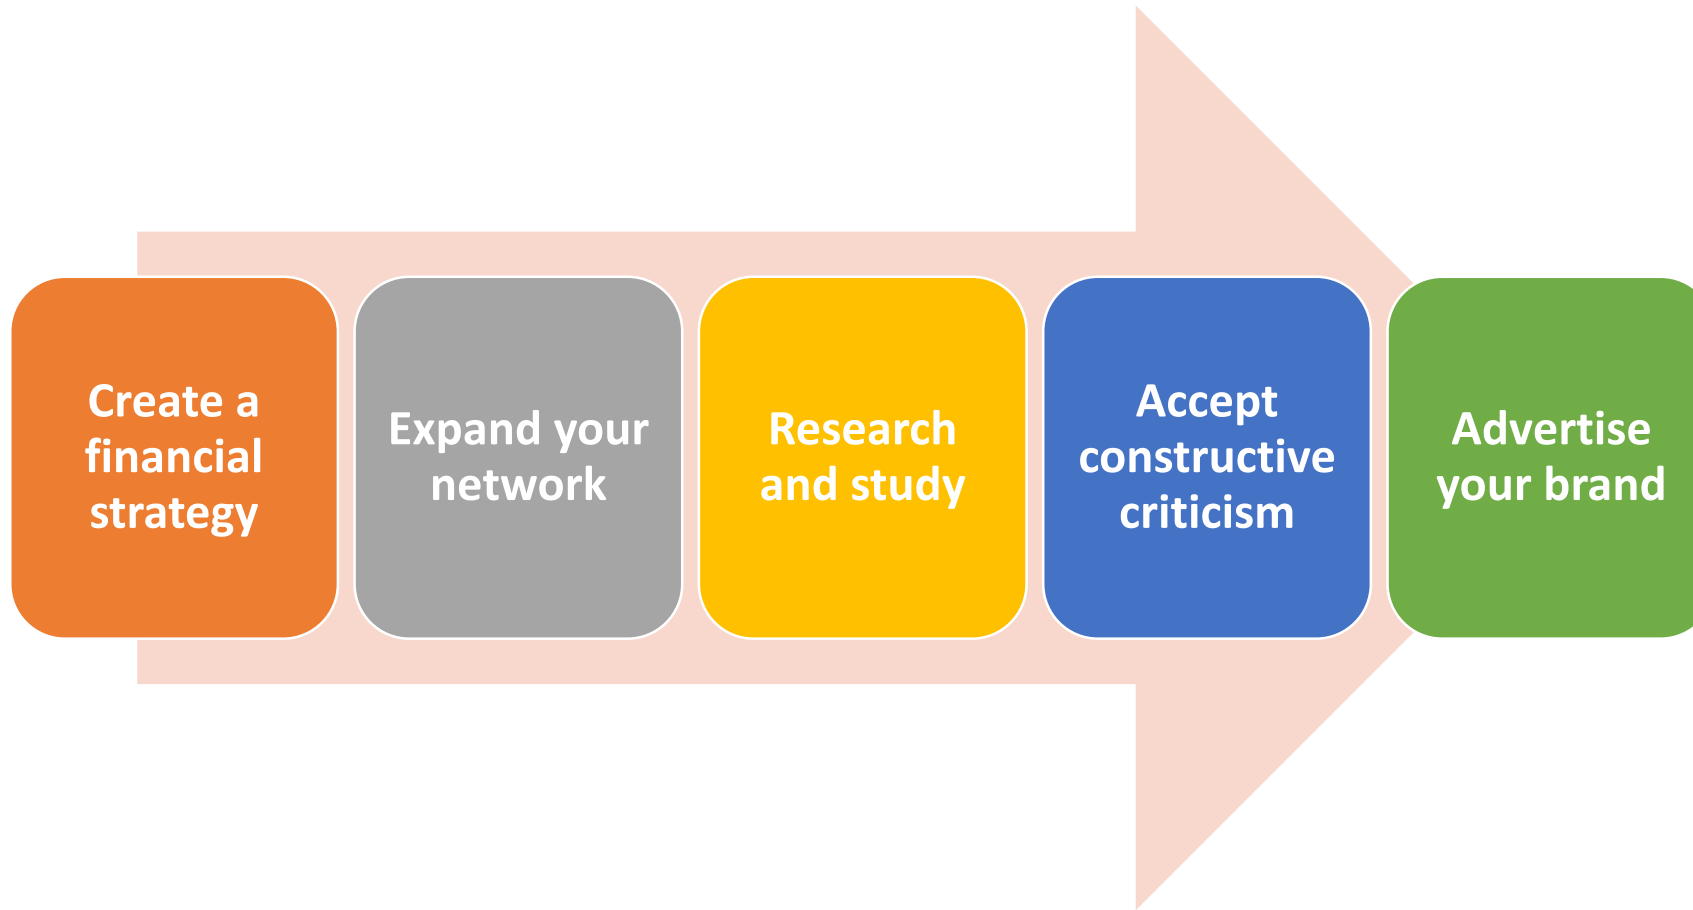 Create a
financial
strategy
Expand your
network
Research
and study
Accept
constructive
criticism
Advertise
your brand